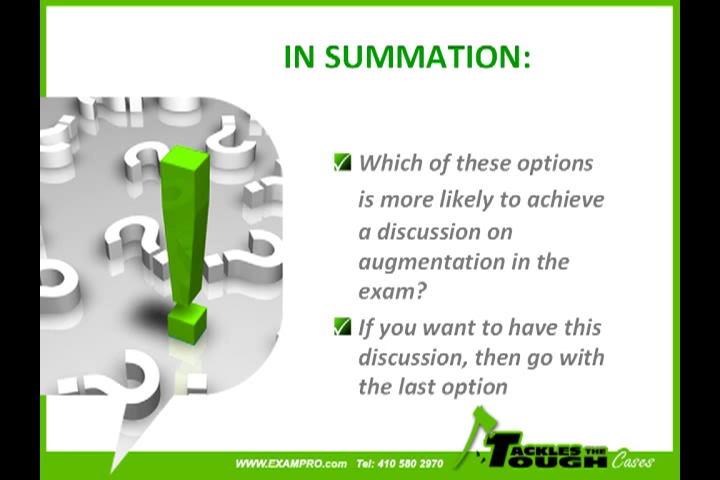 IN SUMMATION:
Which of these options
is more likely to achieve
a discussion on
augmentation in the
exam?
If you want to have this
discussion, then go with
the last option
WWW.EXAMPRO.com Tel: 410 580 2970
TACKLES THE
TOUGH Cases